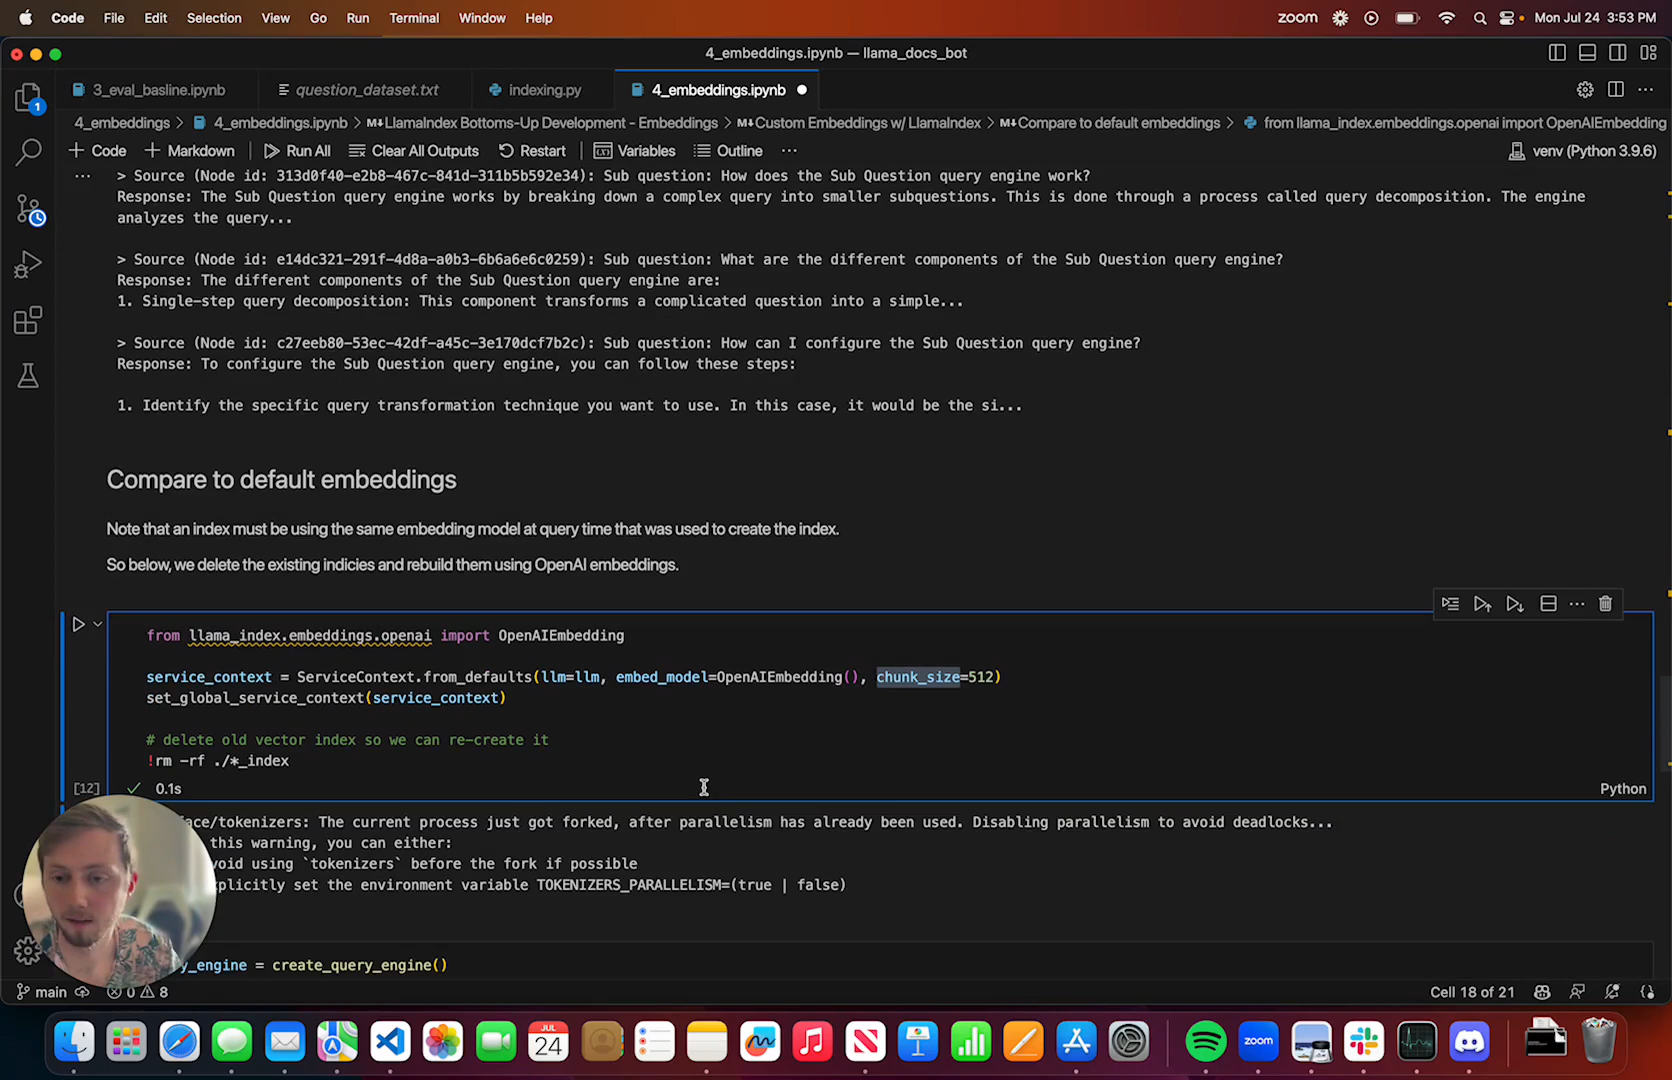 Code File Edit Selection View Go Run Terminal Window Help zoom Mon Jul 24 3:53 PM
4_embeddings.ipynb — llama_docs_bot
3_eval_basline.ipynb question_dataset.txt indexing.py 4_embeddings.ipynb
1
4_embeddings > 4_embeddings.ipynb > LlamaIndex Bottoms-Up Development - Embeddings > Custom Embeddings w/ LlamaIndex > Compare to default embeddings > from llama_index.embeddings.openai import OpenAIEmbedding
+ Code + Markdown Run All Clear All Outputs Restart Variables Outline ... venv (Python 3.9.6)
... > Source (Node id: 313d0f40-e2b8-467c-841d-311b5b592e34): Sub question: How does the Sub Question query engine work?
Response: The Sub Question query engine works by breaking down a complex query into smaller subquestions. This is done through a process called query decomposition. The engine
analyzes the query...
> Source (Node id: e14dc321-291f-4d8a-a0b3-6b6a6e6c0259): Sub question: What are the different components of the Sub Question query engine?
Response: The different components of the Sub Question query engine are:
1. Single-step query decomposition: This component transforms a complicated question into a simple...
> Source (Node id: c27eeb80-53ec-42df-a45c-3e170dcf7b2c): Sub question: How can I configure the Sub Question query engine?
Response: To configure the Sub Question query engine, you can follow these steps:
1. Identify the specific query transformation technique you want to use. In this case, it would be the si...
Compare to default embeddings
Note that an index must be using the same embedding model at query time that was used to create the index.
So below, we delete the existing indicies and rebuild them using OpenAI embeddings.
from llama_index.embeddings.openai import OpenAIEmbedding
service_context = ServiceContext.from_defaults(llm=llm, embed_model=OpenAIEmbedding(), chunk_size=512)
set_global_service_context(service_context)
# delete old vector index so we can re-create it
!rm -rf ./*_index
[12] 0.1s Python
ace/tokenizers: The current process just got forked, after parallelism has already been used. Disabling parallelism to avoid deadlocks...
this warning, you can either:
void using `tokenizers` before the fork if possible
xplicitly set the environment variable TOKENIZERS_PARALLELISM=(true | false)
y_engine = create_query_engine()
main 0 8 Cell 18 of 21
JUL
24
zoom